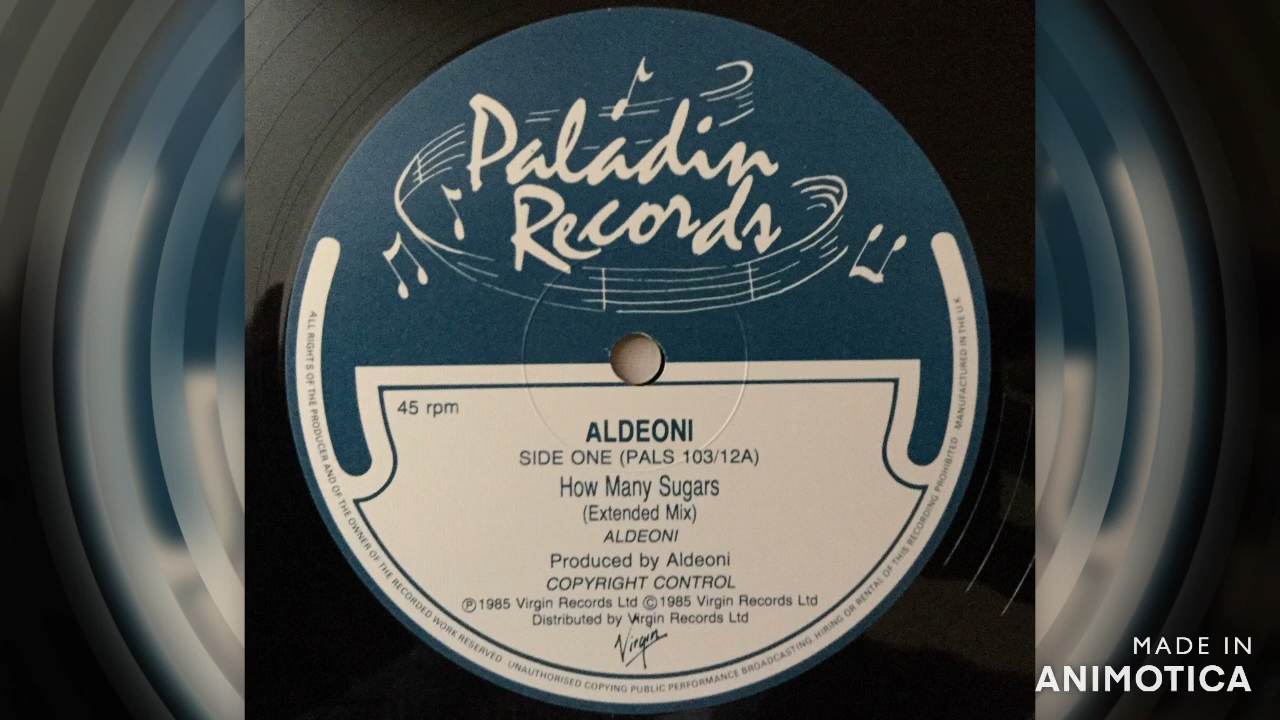 Paladin
Records
45 rpm
ALDEONI
SIDE ONE (PALS 103/12A)
How Many Sugars
(Extended Mix)
ALDEONI
Produced by Aldeoni
COPYRIGHT CONTROL
Ⓟ1985 Virgin Records Ltd ©1985 Virgin Records Ltd
Distributed by Virgin Records Ltd
Virgin
ALL RIGHTS OF THE PRODUCER AND OF THE OWNER OF THE RECORDED WORK RESERVED UNAUTHORISED COPYING PUBLIC PERFORMANCE BROADCASTING, HIRING OR RENTAL OF THIS RECORDING PROHIBITED MANUFACTURED IN THE U.K.
MADE IN
ANIMOTICA